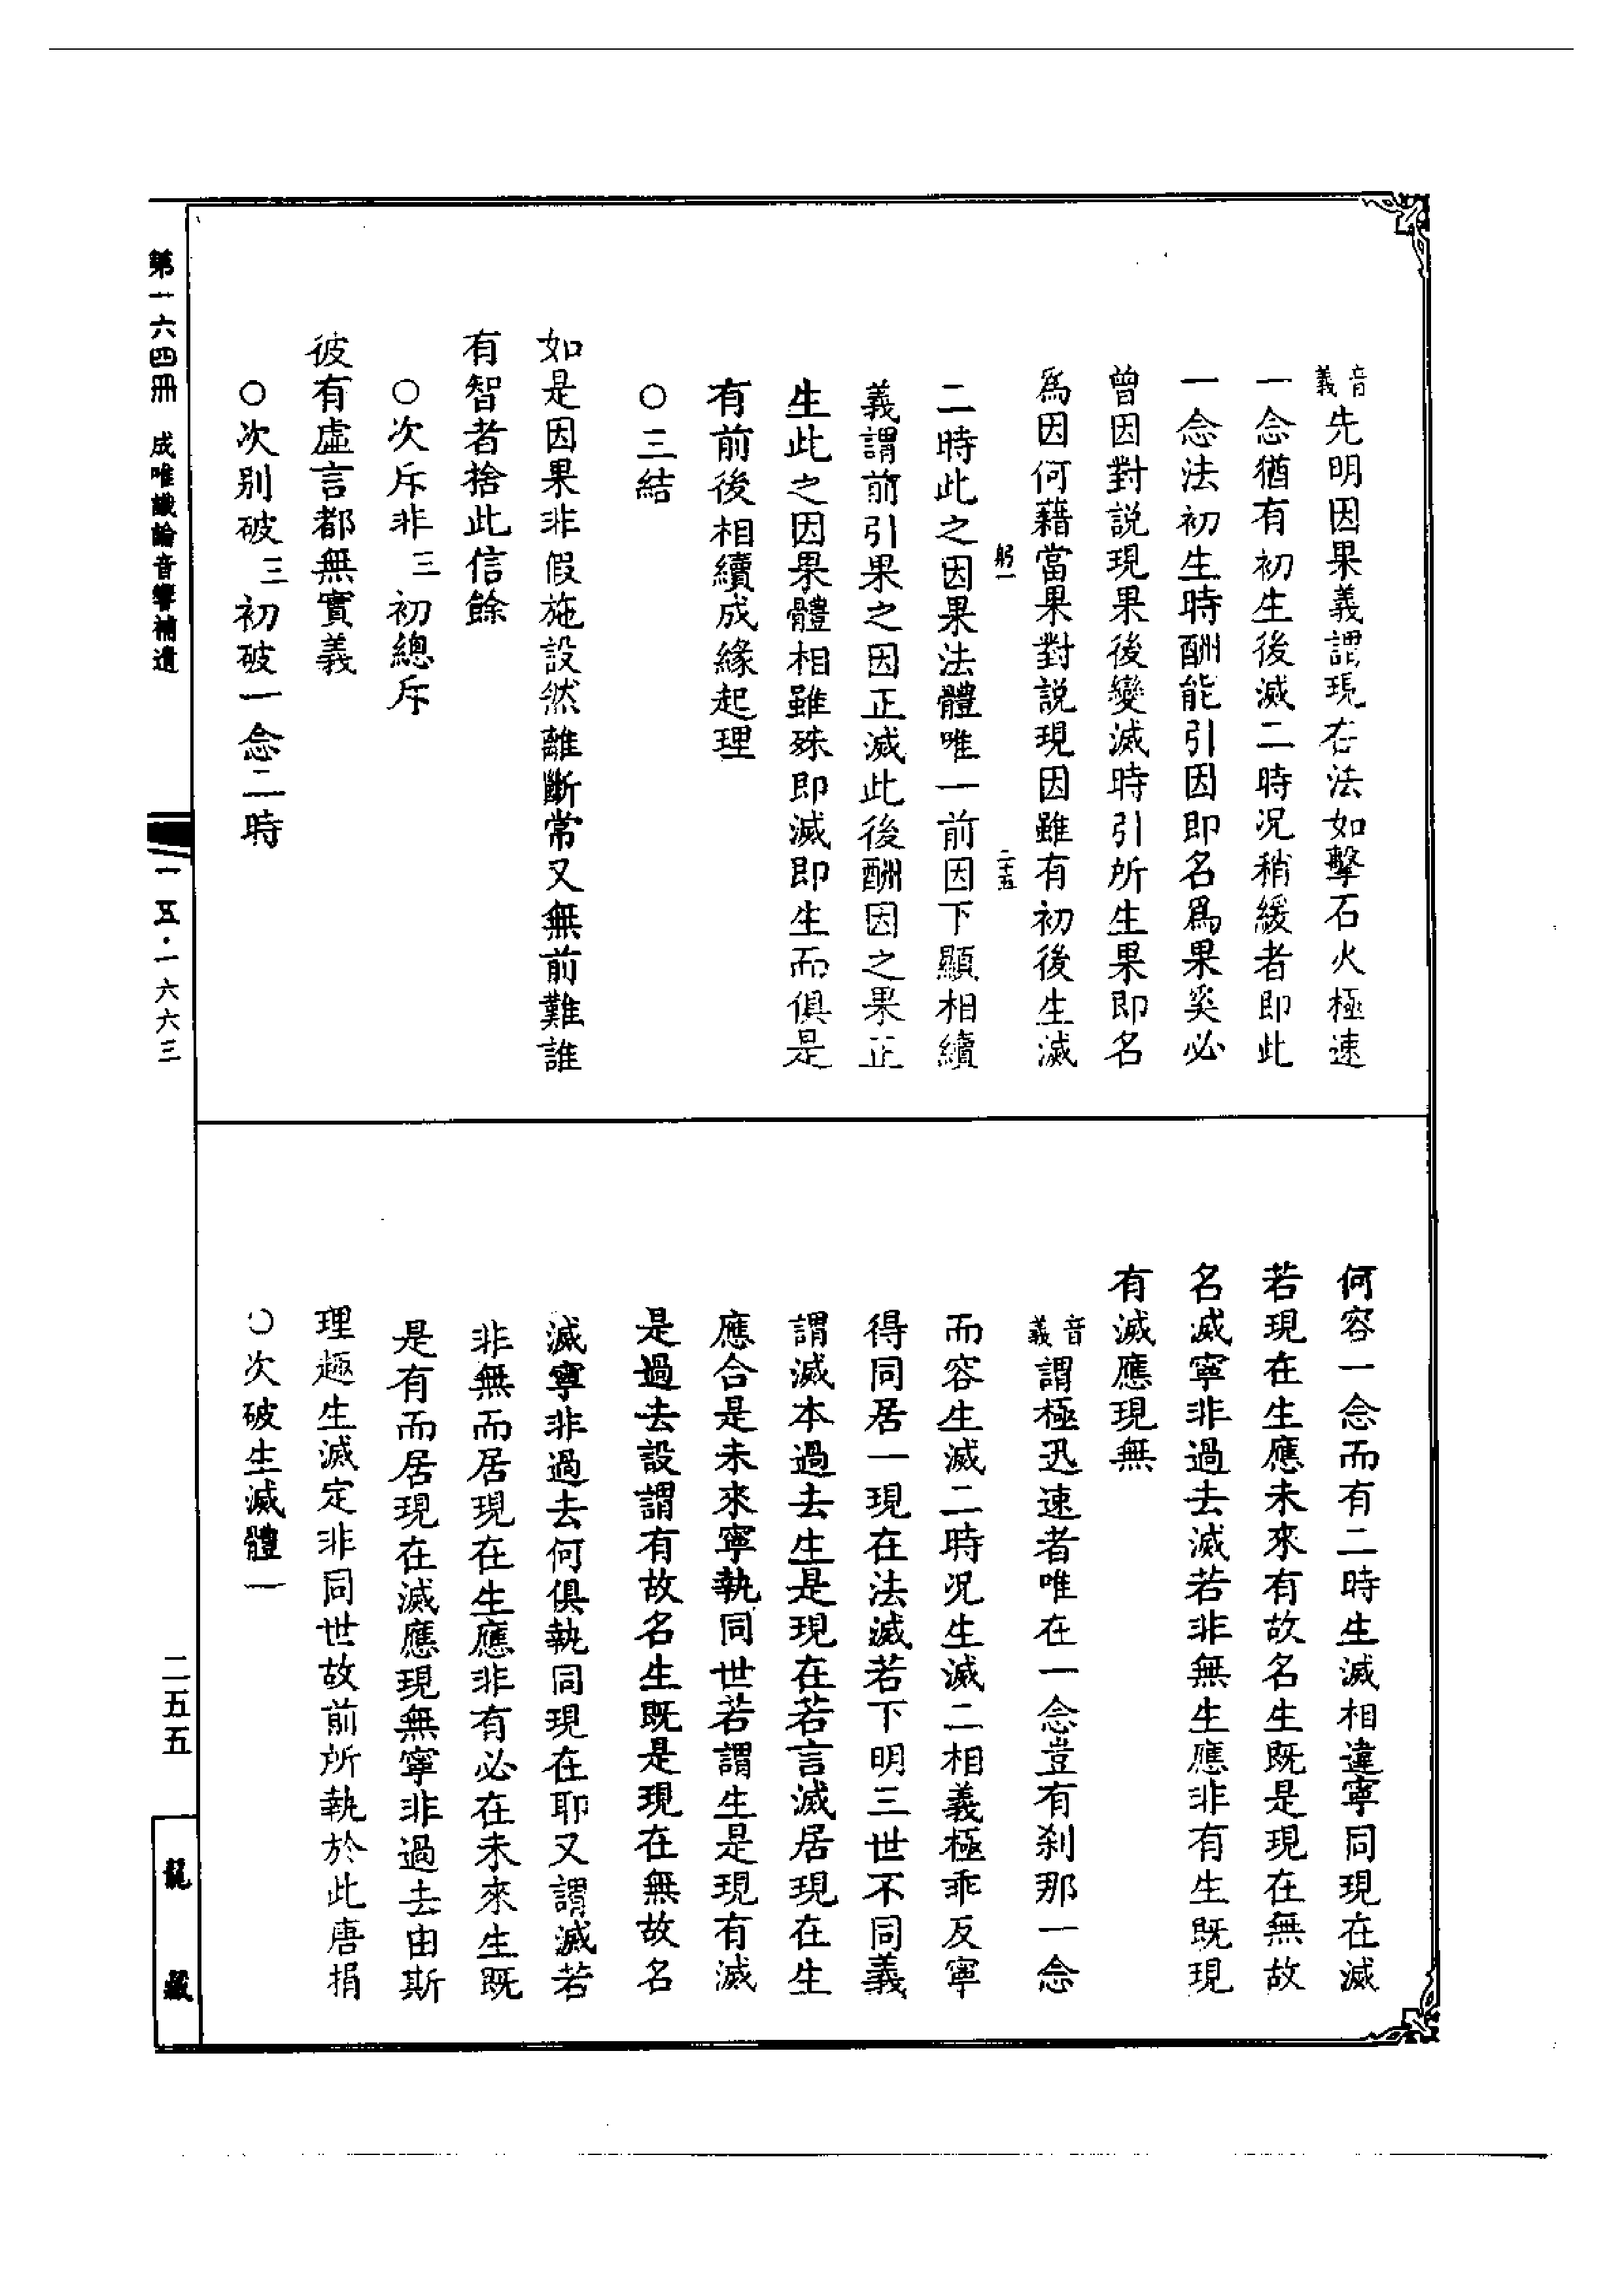 音義先明因果義謂現在法如擊石火極速
一念猶有初生後滅二時況稍緩者即此
一念法初生時酬能引因即名爲果奚必
曾因對説現果後變滅時引所生果即名
爲因何藉當果對説現因雖有初後生滅
躬一 二十五
二時此之因果法體唯一前因下顯相續
義謂前引果之因正滅此後酬因之果正
生此之因果體相雖殊即滅即生而俱是
有前後相續成緣起理
○三結
如是因果非假施設然離斷常又無前難誰
有智者捨此信餘
○次斥非三初總斥
彼有虛言都無實義
○次別破三初破一念二時
何容一念而有二時生滅相違寧同現在滅
若現在生應未來有故名生既是現在無故
名滅寧非過去滅若非無生應非有生既現
有滅應現無
音義謂極迅速者唯在一念豈有刹那一念
而容生滅二時況生滅二相義極乖反寧
得同居一現在法滅若下明三世不同義
謂滅本過去生是現在若言滅居現在生
應合是未來寧執同世若謂生是現有滅
是過去設謂有故名生既是現在無故名
滅寧非過去何俱執同現在耶又謂滅若
非無而居現在生應非有必在未來生既
是有而居現在滅應現無寧非過去由斯
理趣生滅定非同世故前所執於此唐捐
○次破生滅體一
第一六四冊 成唯識論音響補遺
一一五·一六六三
二五五
龍藏